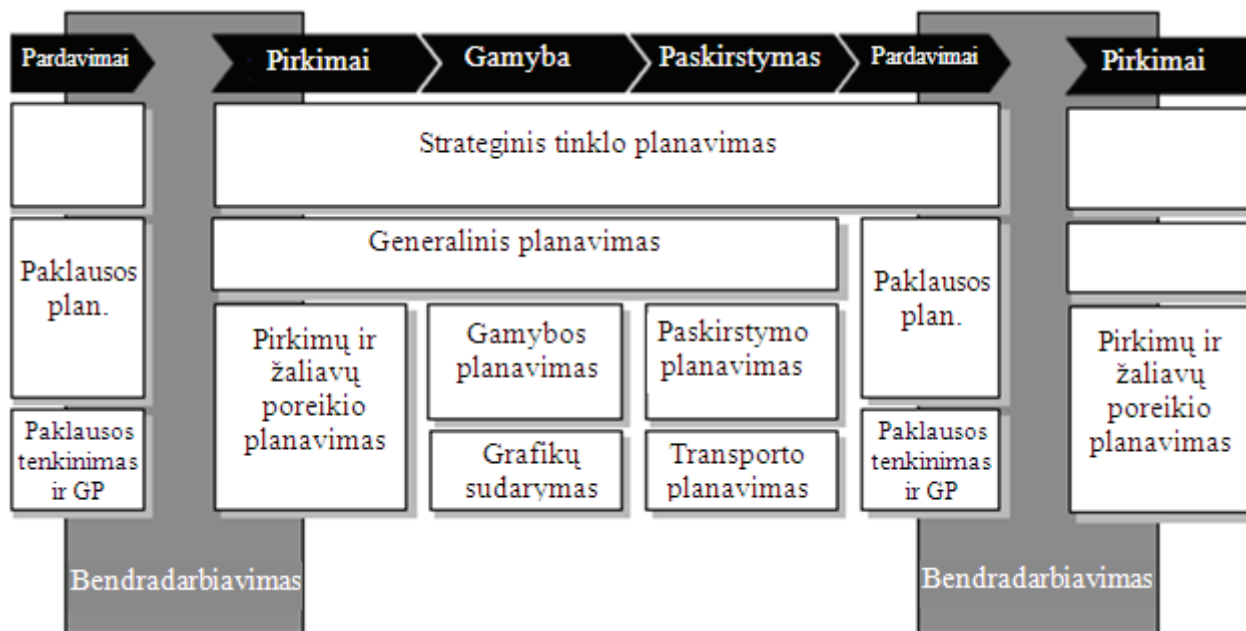 Pardavimai
Pirkimai
Gamyba
Paskirstymas
Pardavimai
Pirkimai
Strateginis tinklo planavimas
Generalinis planavimas
Paklausos
plan.
Paklausos
plan.
Pirkimų ir
žaliavų
poreikio
planavimas
Gamybos
planavimas
Paskirstymo
planavimas
Pirkimų ir
žaliavų
poreikio
planavimas
Paklausos
tenkinimas
ir GP
Grafikų
sudarymas
Transporto
planavimas
Paklausos
tenkinimas
ir GP
Bendradarbiavimas
Bendradarbiavimas